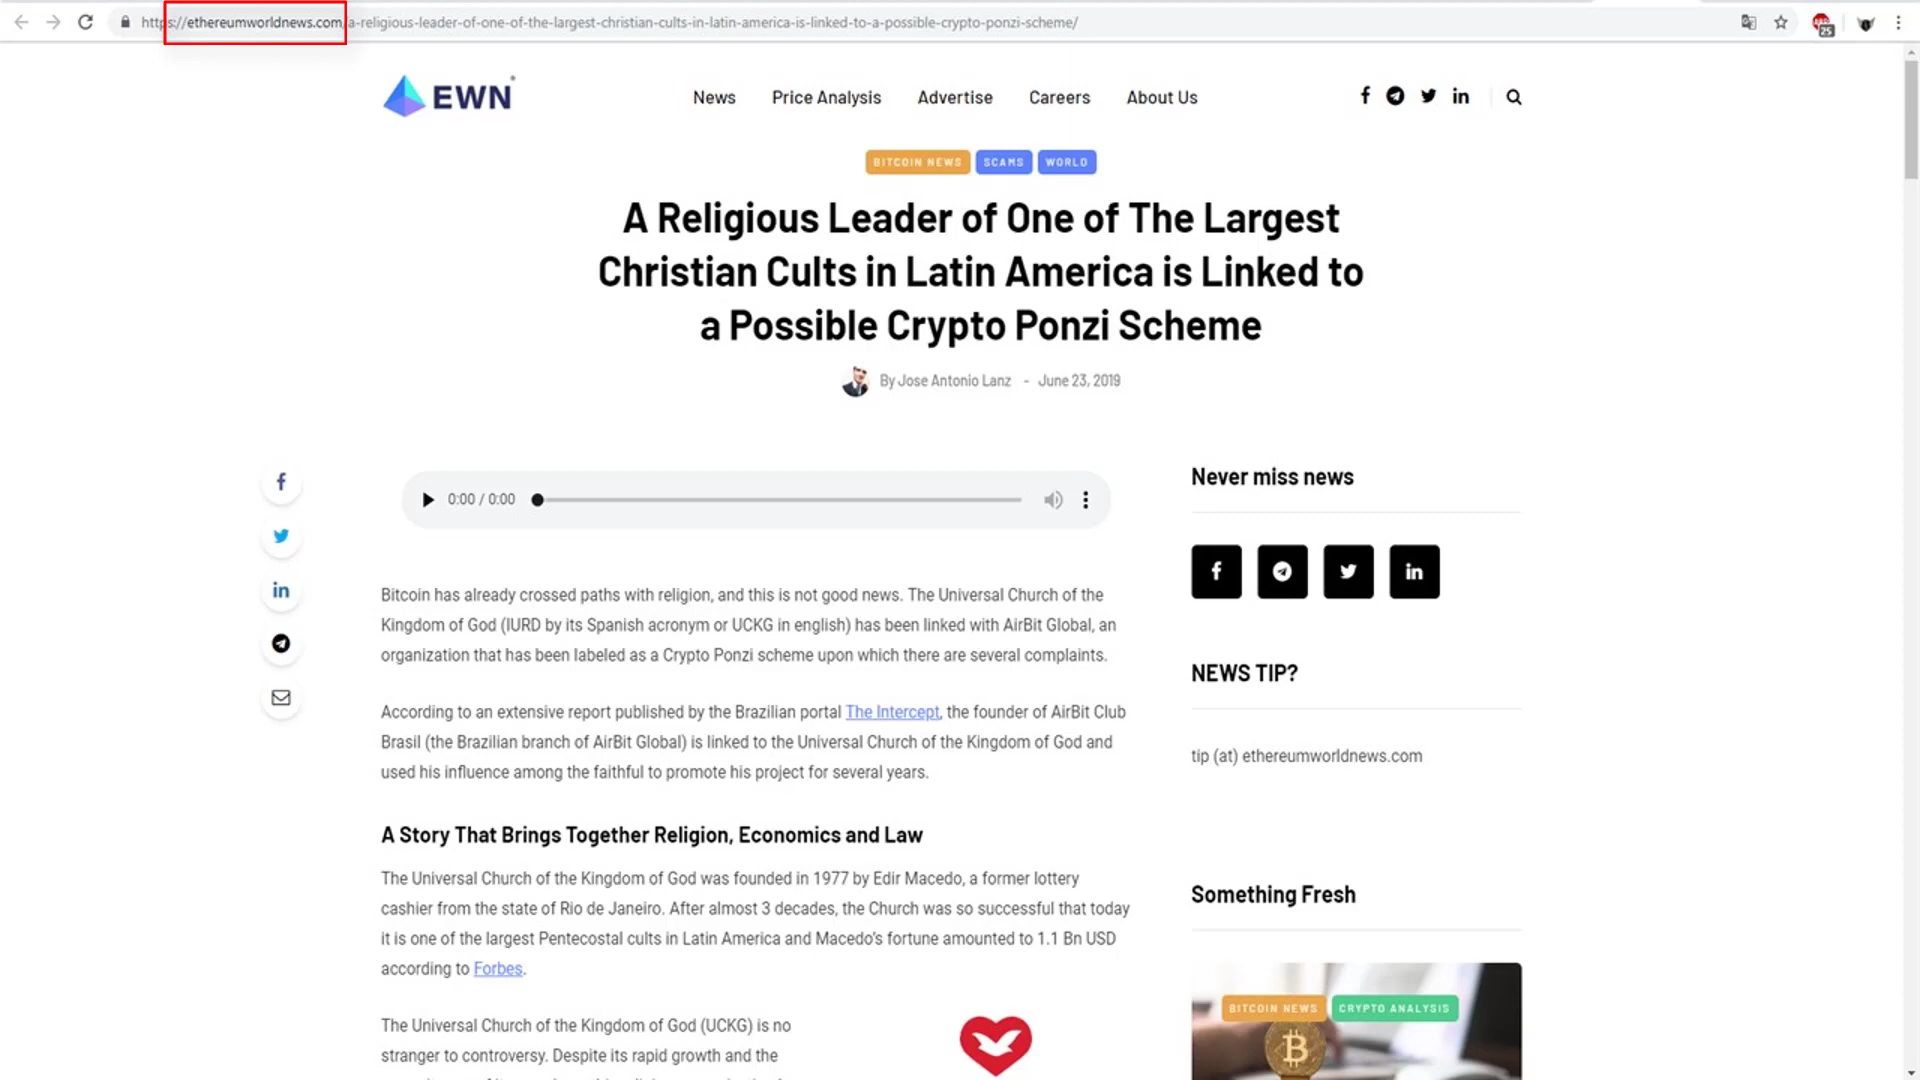 https://ethereumworldnews.com/a-religious-leader-of-one-of-the-largest-christian-cults-in-latin-america-is-linked-to-a-possible-crypto-ponzi-scheme/
25
EWN
News
Price Analysis
Advertise
Careers
About Us
BITCOIN NEWS
SCAMS
WORLD
A Religious Leader of One of The Largest
Christian Cults in Latin America is Linked to
a Possible Crypto Ponzi Scheme
By Jose Antonio Lanz - June 23, 2019
0:00 / 0:00
Bitcoin has already crossed paths with religion, and this is not good news. The Universal Church of the
Kingdom of God (IURD by its Spanish acronym or UCKG in english) has been linked with AirBit Global, an
organization that has been labeled as a Crypto Ponzi scheme upon which there are several complaints.
According to an extensive report published by the Brazilian portal The Intercept, the founder of AirBit Club
Brasil (the Brazilian branch of AirBit Global) is linked to the Universal Church of the Kingdom of God and
used his influence among the faithful to promote his project for several years.
A Story That Brings Together Religion, Economics and Law
The Universal Church of the Kingdom of God was founded in 1977 by Edir Macedo, a former lottery
cashier from the state of Rio de Janeiro. After almost 3 decades, the Church was so successful that today
it is one of the largest Pentecostal cults in Latin America and Macedo's fortune amounted to 1.1 Bn USD
according to Forbes.
The Universal Church of the Kingdom of God (UCKG) is no
stranger to controversy. Despite its rapid growth and the
Never miss news
NEWS TIP?
tip (at) ethereumworldnews.com
Something Fresh
BITCOIN NEWS
CRYPTO ANALYSIS